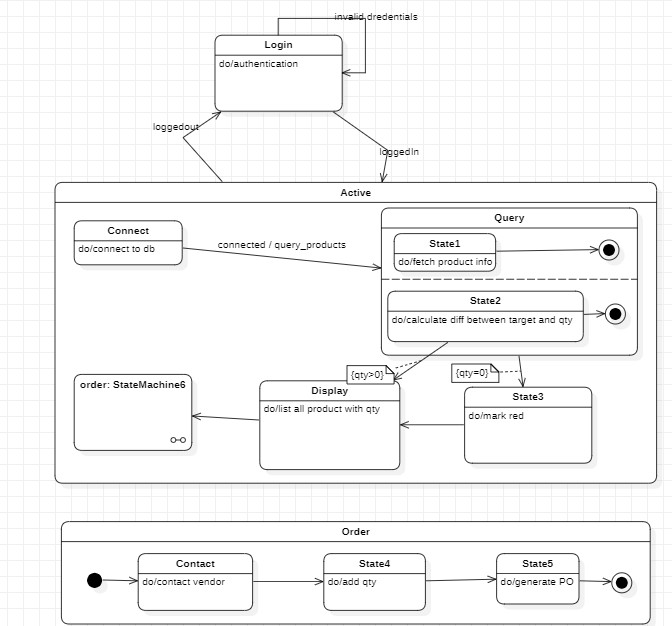 invalid dredentials
Login
do/authentication
loggedout
loggedIn
Active
Query
Connect
do/connect to db
connected / query_products
State1
do/fetch product info
State2
do/calculate diff between target and qty
{qty>0}
{qty=0}
order: StateMachine6
Display
do/list all product with qty
State3
do/mark red
Order
Contact
do/contact vendor
State4
do/add qty
State5
do/generate PO